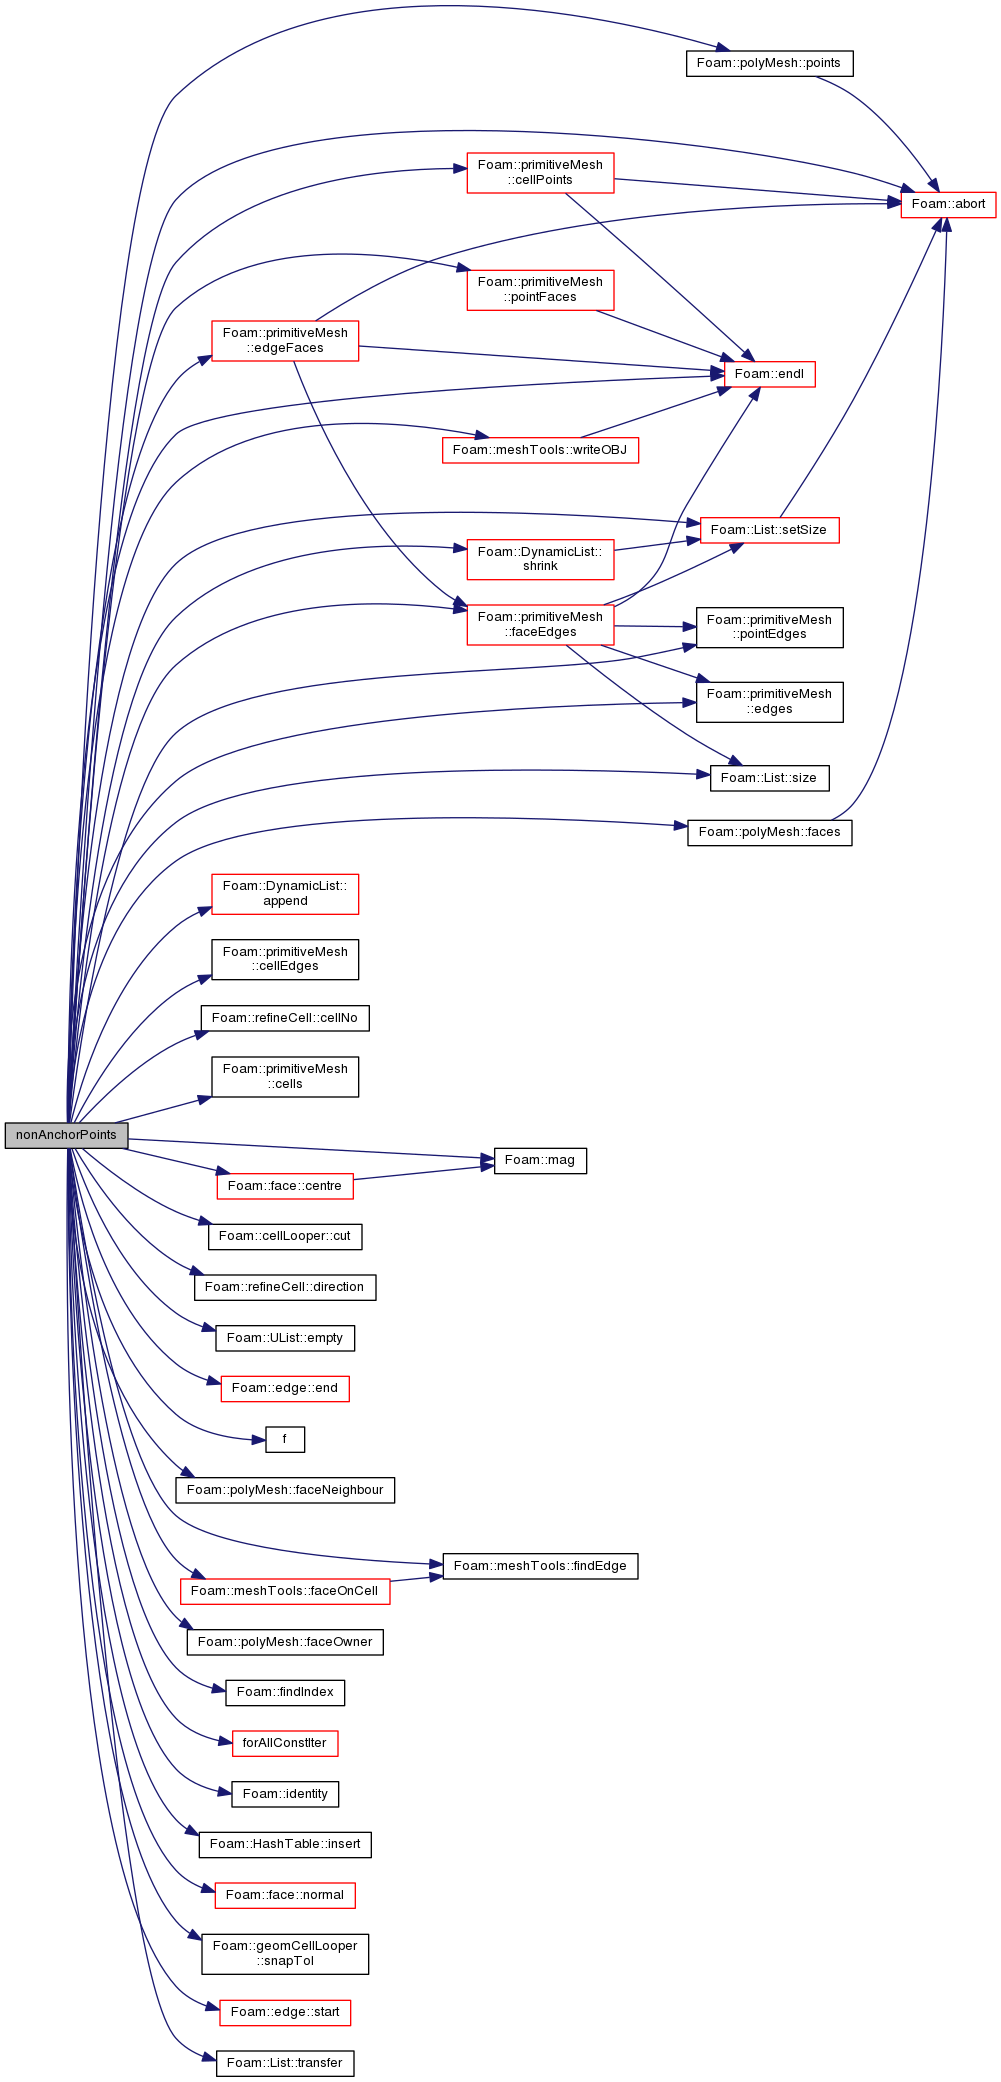 Foam::polyMesh::points
Foam::primitiveMesh
::cellPoints
Foam::abort
Foam::primitiveMesh
::pointFaces
Foam::primitiveMesh
::edgeFaces
Foam::endl
Foam::meshTools::writeOBJ
Foam::List::setSize
Foam::DynamicList::
shrink
Foam::primitiveMesh
::faceEdges
Foam::primitiveMesh
::pointEdges
Foam::primitiveMesh
::edges
Foam::List::size
Foam::polyMesh::faces
Foam::DynamicList::
append
Foam::primitiveMesh
::cellEdges
Foam::refineCell::cellNo
Foam::primitiveMesh
::cells
nonAnchorPoints
Foam::mag
Foam::face::centre
Foam::cellLooper::cut
Foam::refineCell::direction
Foam::UList::empty
Foam::edge::end
f
Foam::polyMesh::faceNeighbour
Foam::meshTools::findEdge
Foam::meshTools::faceOnCell
Foam::polyMesh::faceOwner
Foam::findIndex
forAllConstIter
Foam::identity
Foam::HashTable::insert
Foam::face::normal
Foam::geomCellLooper
::snapTol
Foam::edge::start
Foam::List::transfer